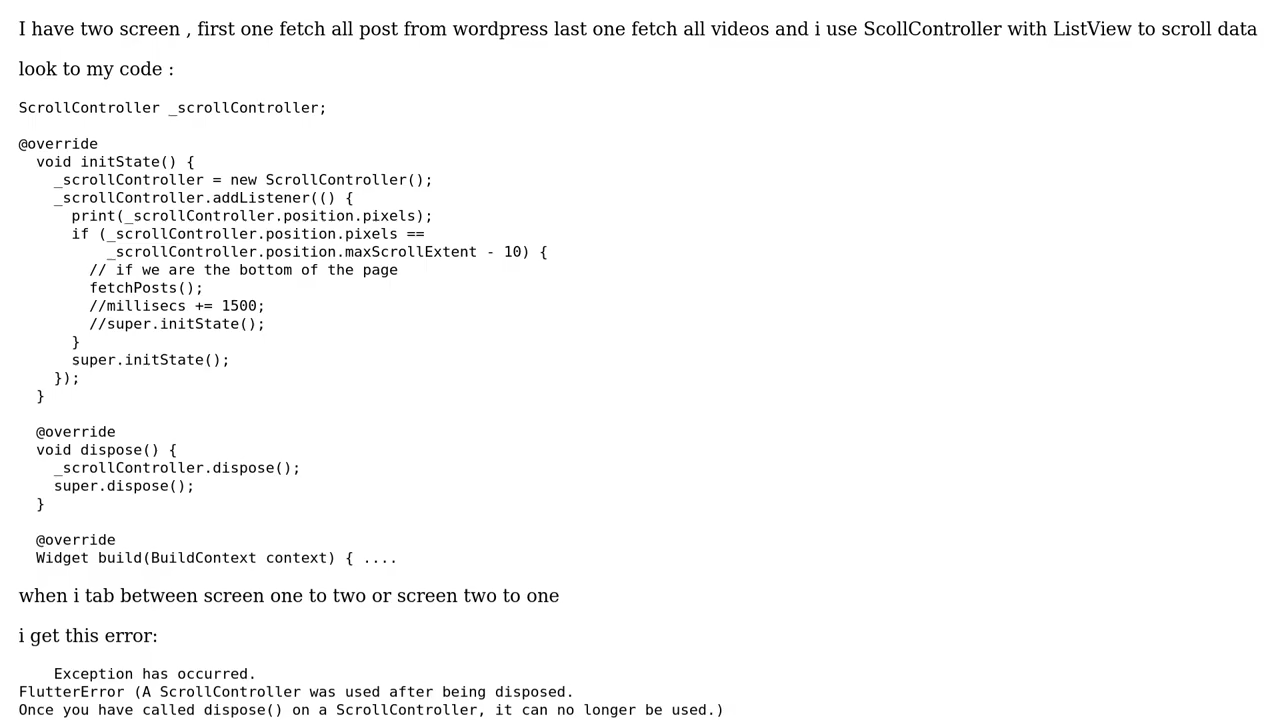 I have two screen , first one fetch all post from wordpress last one fetch all videos and i use ScollController with ListView to scroll data
look to my code :
ScrollController _scrollController;
@override
  void initState() {
    _scrollController = new ScrollController();
    _scrollController.addListener(() {
      print(_scrollController.position.pixels);
      if (_scrollController.position.pixels ==
          _scrollController.position.maxScrollExtent - 10) {
        // if we are the bottom of the page
        fetchPosts();
        //millisecs += 1500;
        //super.initState();
      }
      super.initState();
    });
  }
  @override
  void dispose() {
    _scrollController.dispose();
    super.dispose();
  }
  @override
  Widget build(BuildContext context) { ....
when i tab between screen one to two or screen two to one
i get this error:
    Exception has occurred.
FlutterError (A ScrollController was used after being disposed.
Once you have called dispose() on a ScrollController, it can no longer be used.)